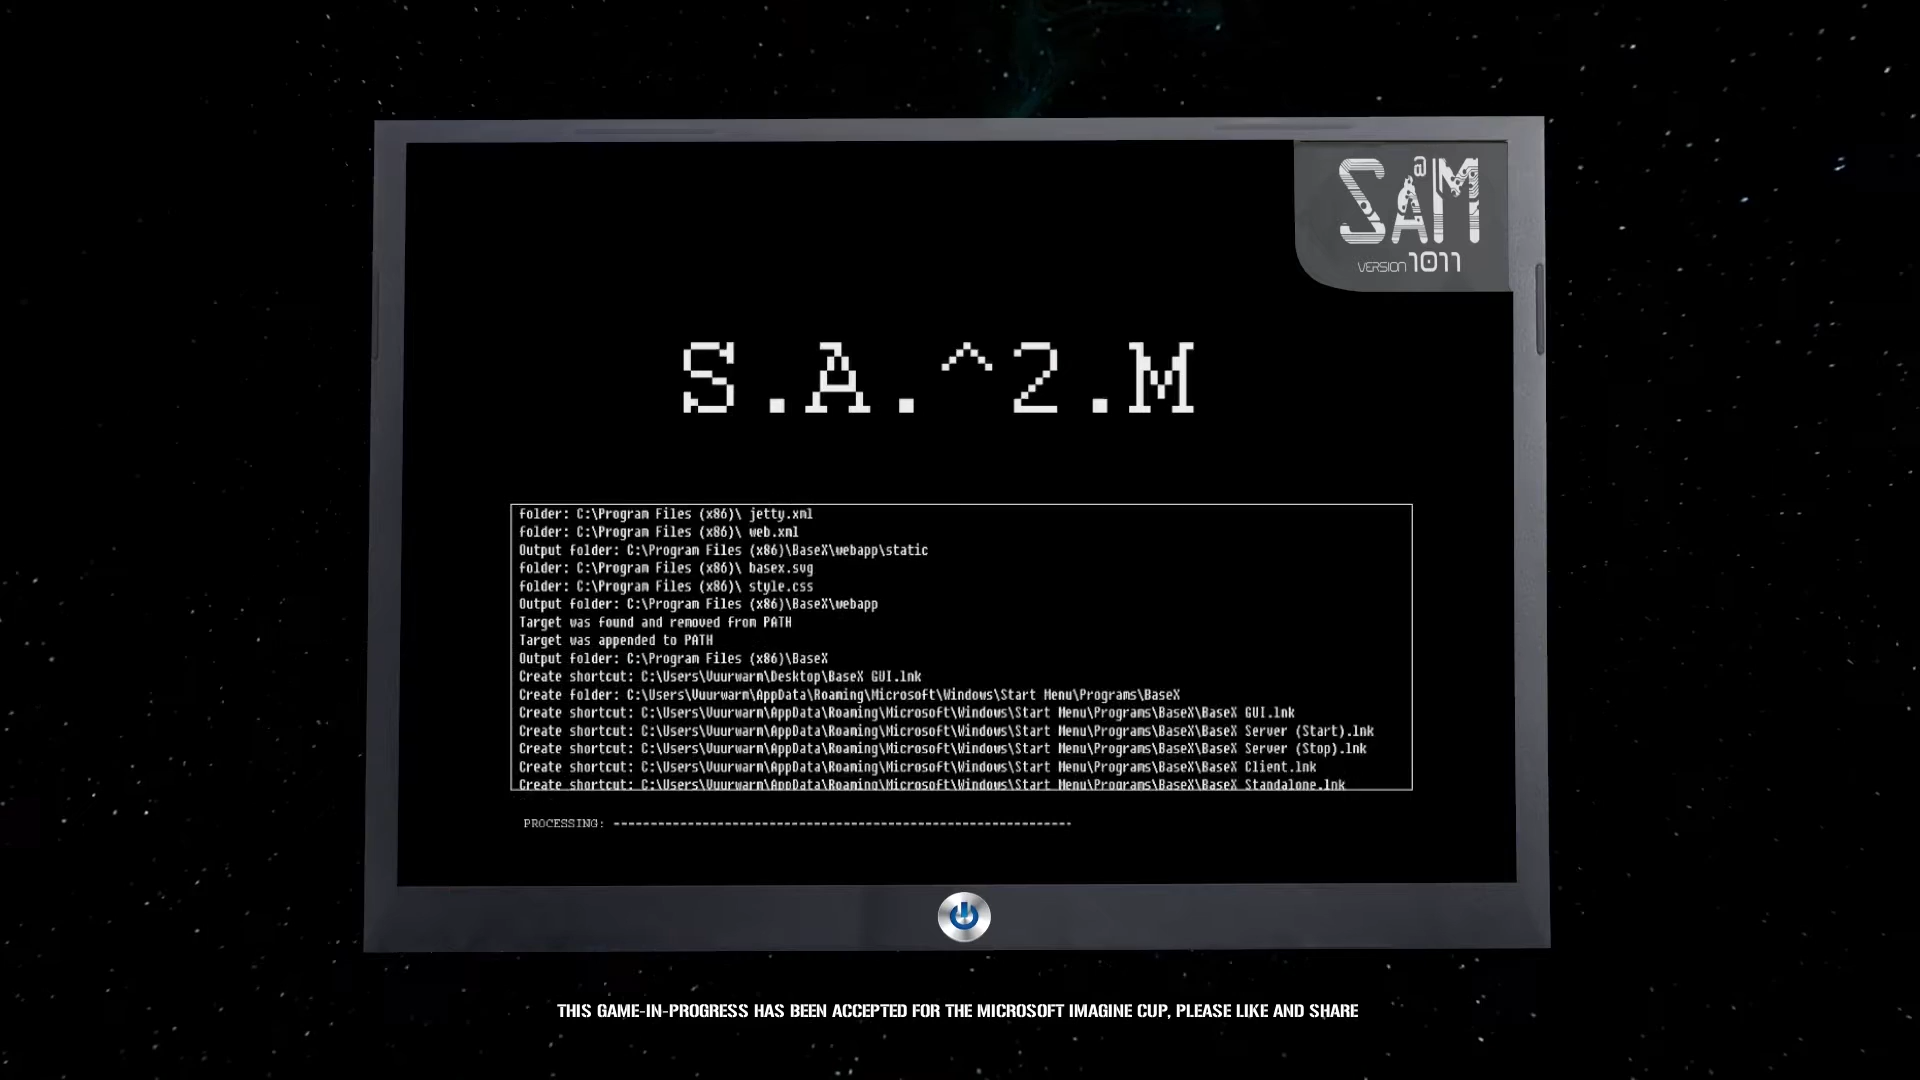 S@AM
VERSION 1011
S.A.^2.M
folder: C:\Program Files (x86)\ jetty.xml
folder: C:\Program Files (x86)\ web.xml
Output folder: C:\Program Files (x86)\BaseX\webapp\static
folder: C:\Program Files (x86)\ basex.svg
folder: C:\Program Files (x86)\ style.css
Output folder: C:\Program Files (x86)\BaseX\webapp
Target was found and removed from PATH
Target was appended to PATH
Output folder: C:\Program Files (x86)\BaseX
Create shortcut: C:\Users\Vuurwarm\Desktop\BaseX GUI.lnk
Create folder: C:\Users\Vuurwarm\AppData\Roaming\Microsoft\Windows\Start Menu\Programs\BaseX
Create shortcut: C:\Users\Vuurwarm\AppData\Roaming\Microsoft\Windows\Start Menu\Programs\BaseX\BaseX GUI.lnk
Create shortcut: C:\Users\Vuurwarm\AppData\Roaming\Microsoft\Windows\Start Menu\Programs\BaseX\BaseX Server (Start).lnk
Create shortcut: C:\Users\Vuurwarm\AppData\Roaming\Microsoft\Windows\Start Menu\Programs\BaseX\BaseX Server (Stop).lnk
Create shortcut: C:\Users\Vuurwarm\AppData\Roaming\Microsoft\Windows\Start Menu\Programs\BaseX\BaseX Client.lnk
Create shortcut: C:\Users\Vuurwarm\AppData\Roaming\Microsoft\Windows\Start Menu\Programs\BaseX\BaseX Standalone.lnk
PROCESSING: -------------------------------------------------------------
THIS GAME-IN-PROGRESS HAS BEEN ACCEPTED FOR THE MICROSOFT IMAGINE CUP, PLEASE LIKE AND SHARE